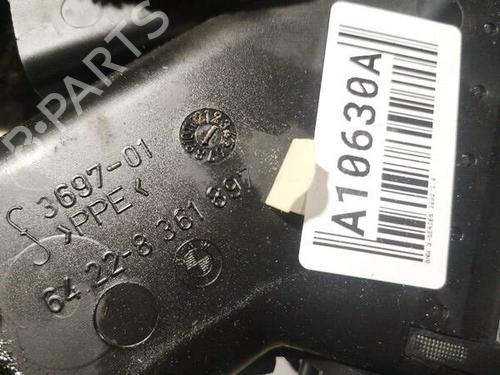 B-PARTS
3697-01
>PPE<
64 22-8 361 897
A10630A